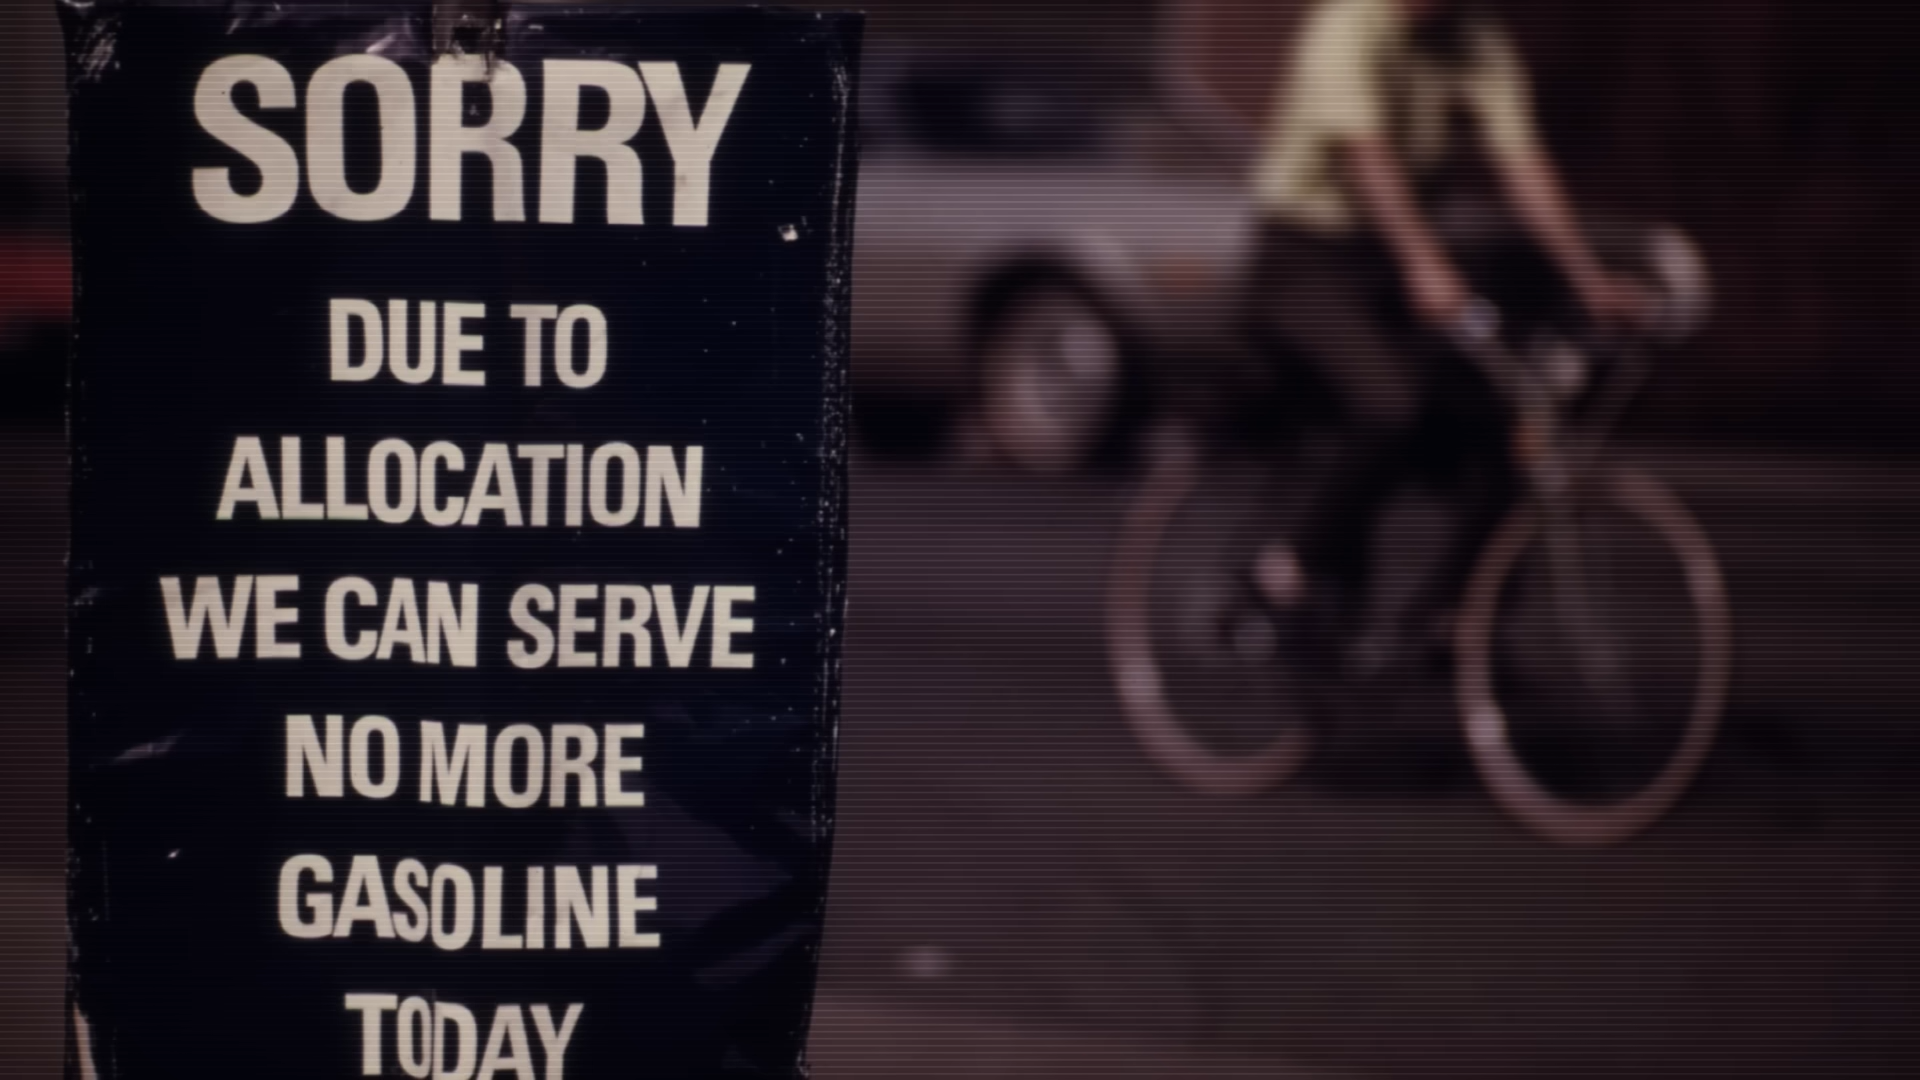 SORRY
DUE TO
ALLOCATION
WE CAN SERVE
NO MORE
GASOLINE
TODAY